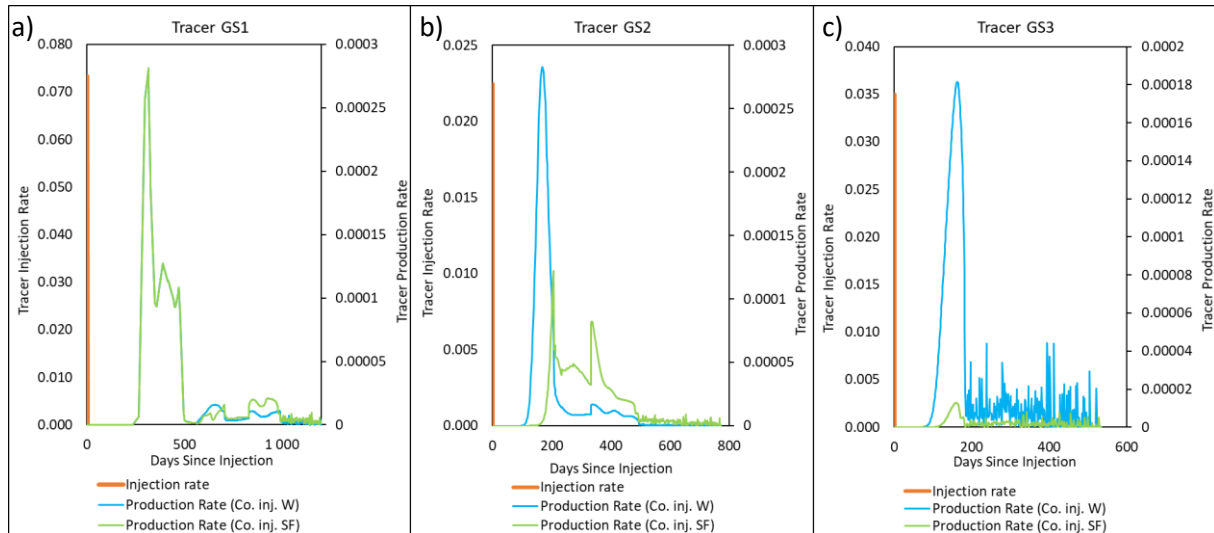 a)
Tracer GS1
0.080
0.070
0.060
0.050
0.040
0.030
0.020
0.010
0.000
Tracer Injection Rate
0.0003
0.00025
0.0002
0.00015
0.0001
0.00005
0
Tracer Production Rate
0
500
1000
Days Since Injection
Injection rate
Production Rate (Co. inj. W)
Production Rate (Co. inj. SF)
b)
Tracer GS2
0.025
0.020
0.015
0.010
0.005
0.000
Tracer Injection Rate
0.0003
0.00025
0.0002
0.00015
0.0001
0.00005
0
Tracer Production Rate
0
200
400
600
800
Days Since Injection
Injection rate
Production Rate (Co. inj. W)
Production Rate (Co. inj. SF)
c)
Tracer GS3
0.040
0.035
0.030
0.025
0.020
0.015
0.010
0.005
0.000
Tracer Injection Rate
0.0002
0.00018
0.00016
0.00014
0.00012
0.0001
0.00008
0.00006
0.00004
0.00002
0
Tracer Production Rate
0
200
400
600
Days Since Injection
Injection rate
Production Rate (Co. inj. W)
Production Rate (Co. inj. SF)